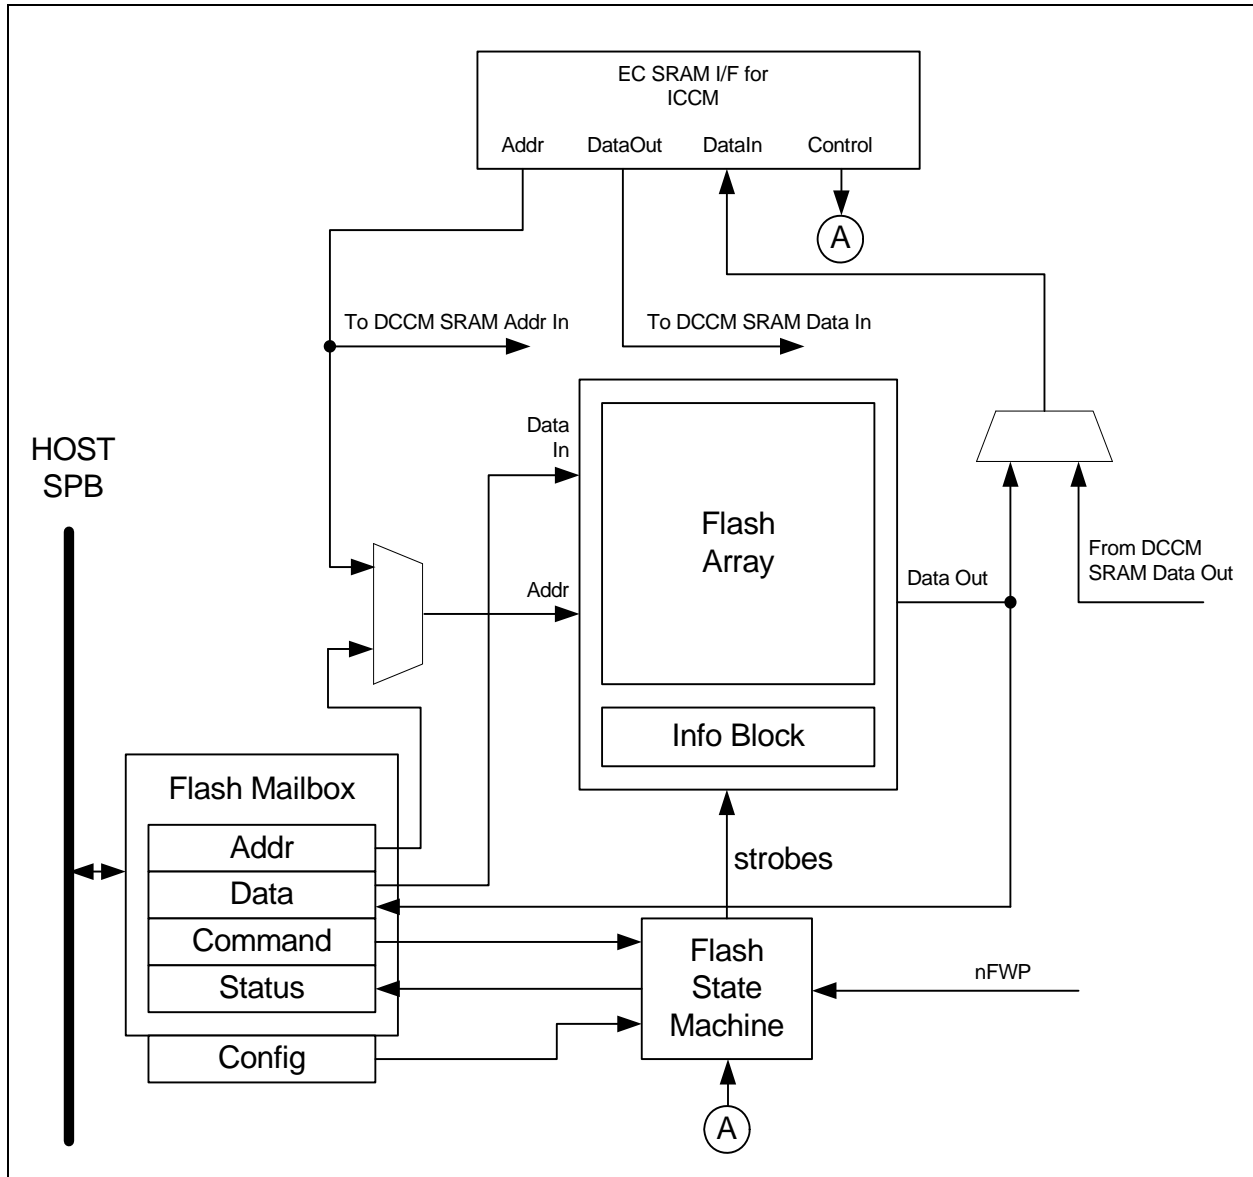 EC SRAM I/F for
ICCM
Addr DataOut DataIn Control
A
To DCCM SRAM Addr In
To DCCM SRAM Data In
HOST
SPB
Data
In
Flash
Array
From DCCM
SRAM Data Out
Data Out
Addr
Info Block
Flash Mailbox
Addr
Data
Command
Status
Config
strobes
Flash
State
Machine
nFWP
A